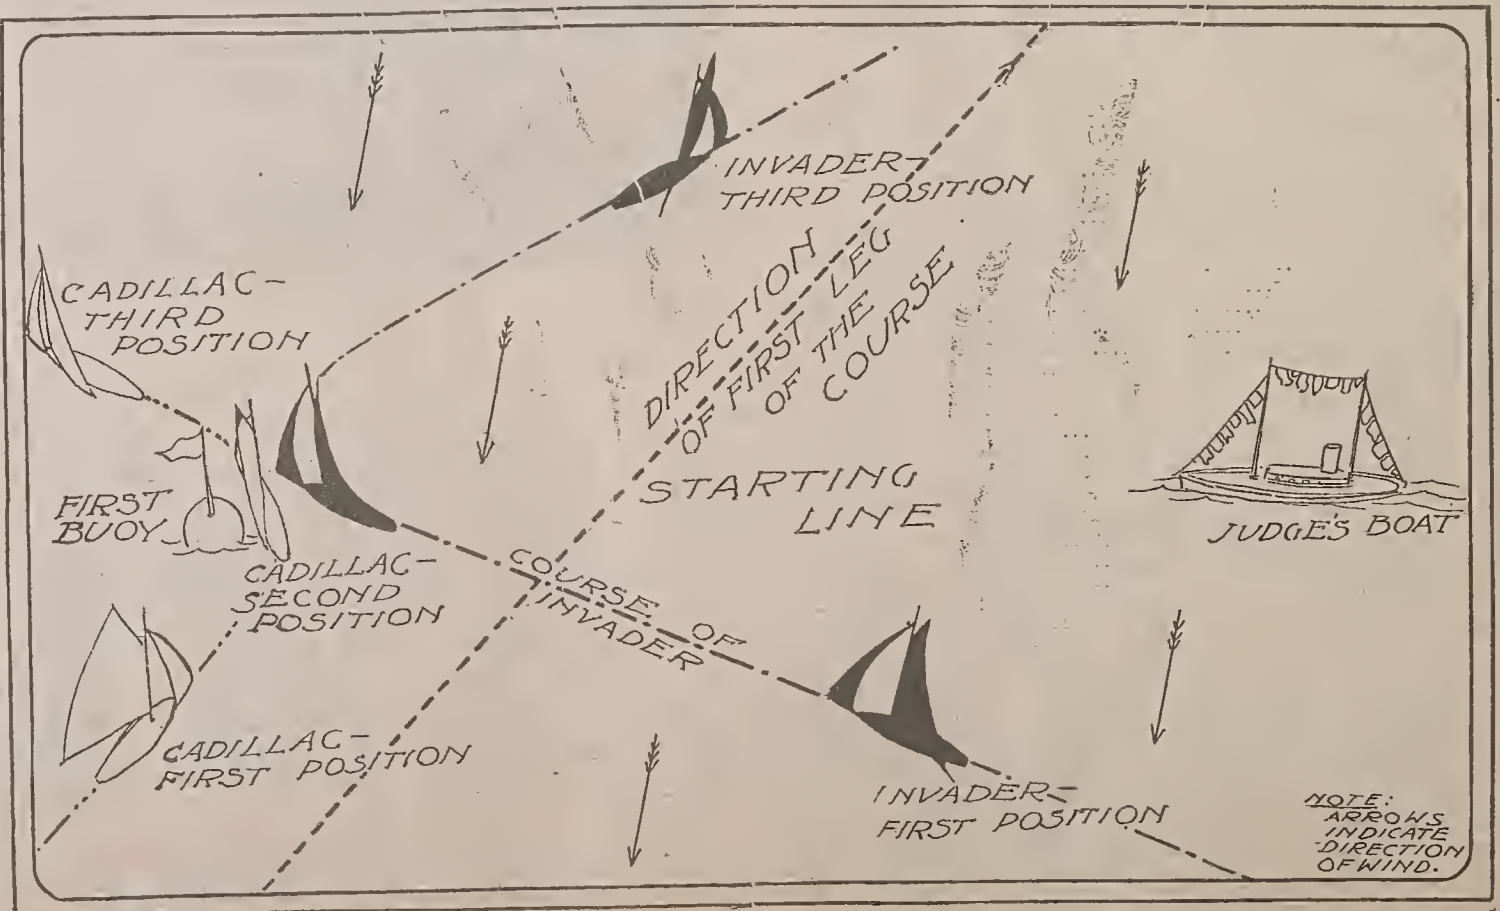 INVADER-
THIRD POSITION
CADILLAC-
THIRD
POSITION
DIRECTION
OF FIRST LEG
OF THE
COURSE
STARTING
LINE
FIRST
BUOY
JUDGE'S BOAT
CADILLAC-
SECOND
POSITION
COURSE OF
INVADER
CADILLAC-
FIRST POSITION
INVADER-
FIRST POSITION
NOTE:
ARROWS
INDICATE
DIRECTION
OF WIND.